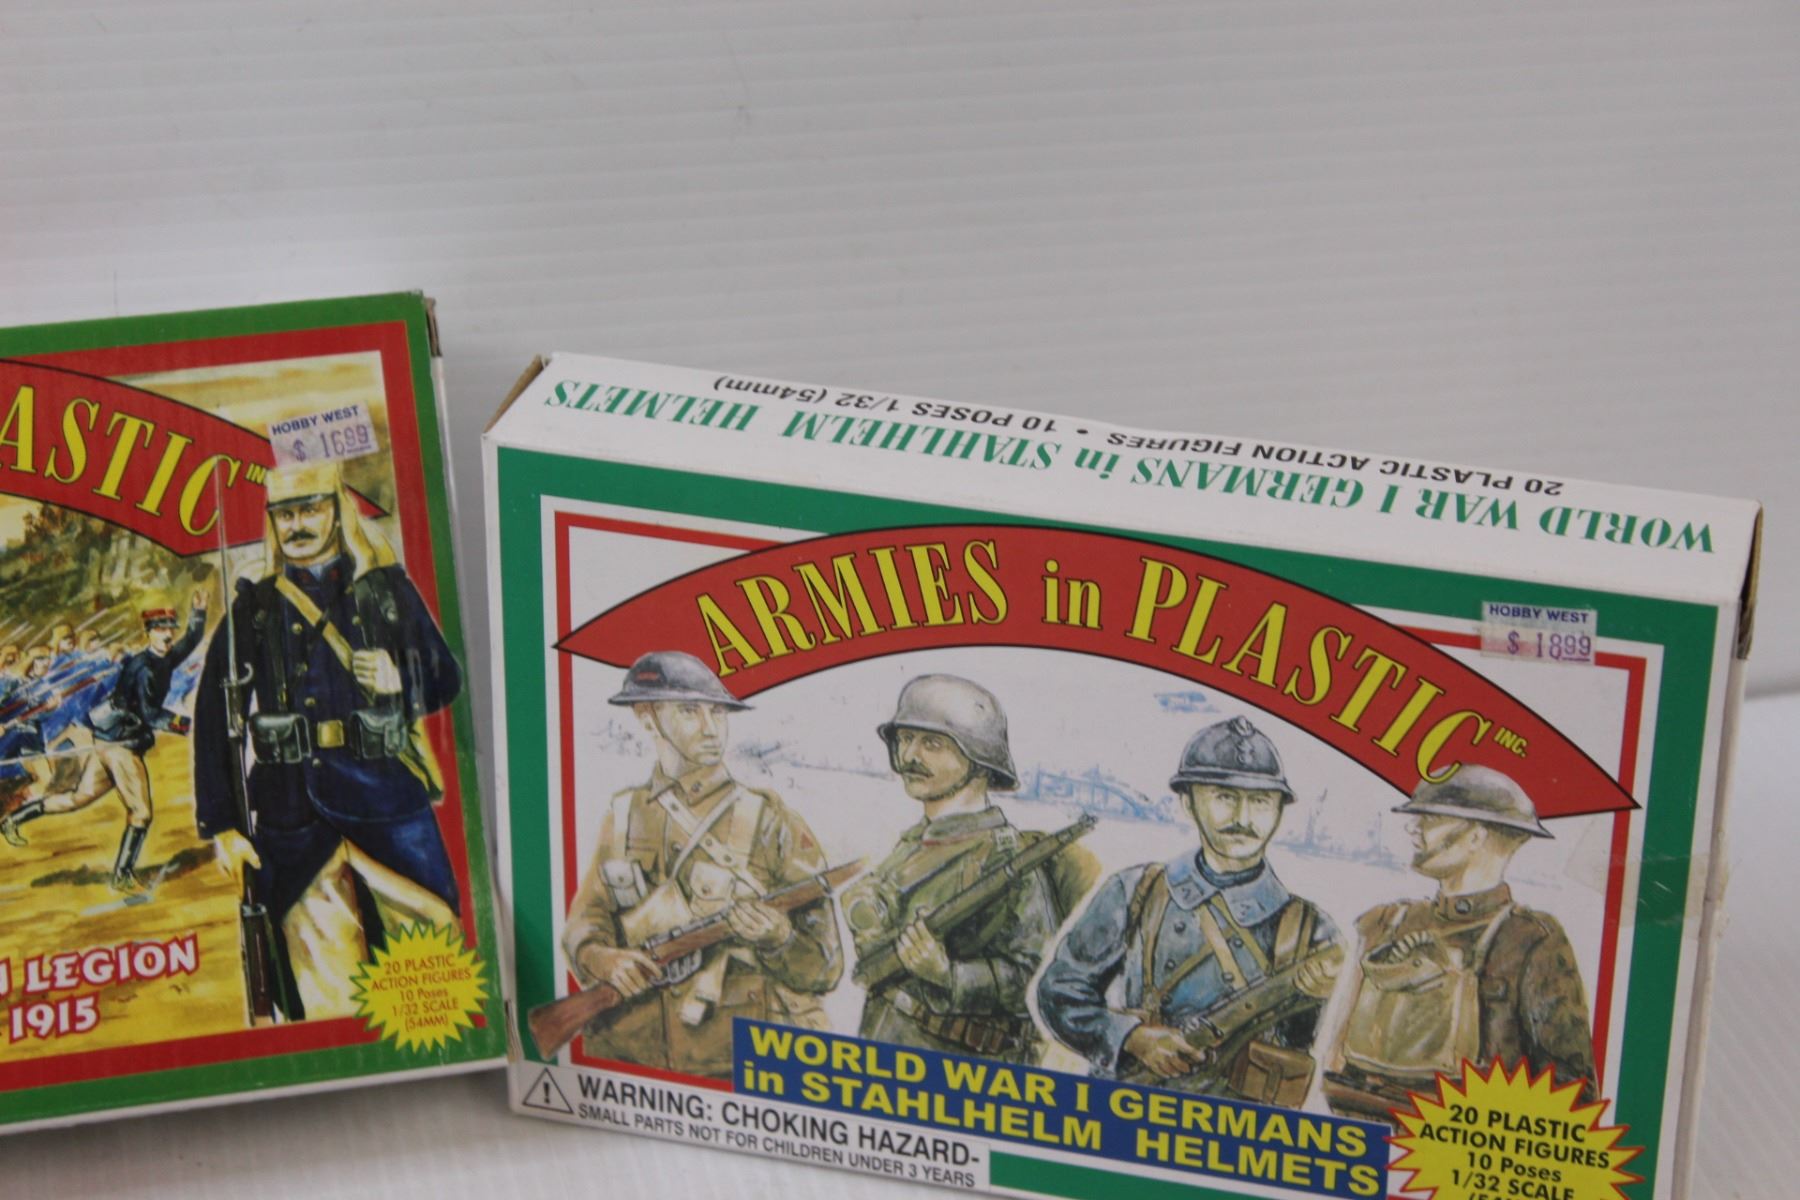 ASTIC INC
HOBBY WEST
$ 16.99
LEGION
1915
20 PLASTIC
ACTION FIGURES
10 Poses
1/32 SCALE
(54MM)
WORLD WAR I GERMANS in STAHLHELM HELMETS
20 PLASTIC ACTION FIGURES • 10 POSES 1/32 (54mm)
ARMIES in PLASTIC INC.
HOBBY WEST
$ 18.99
WORLD WAR I GERMANS
in STAHLHELM HELMETS
WARNING: CHOKING HAZARD-
SMALL PARTS NOT FOR CHILDREN UNDER 3 YEARS
20 PLASTIC
ACTION FIGURES
10 Poses
1/32 SCALE